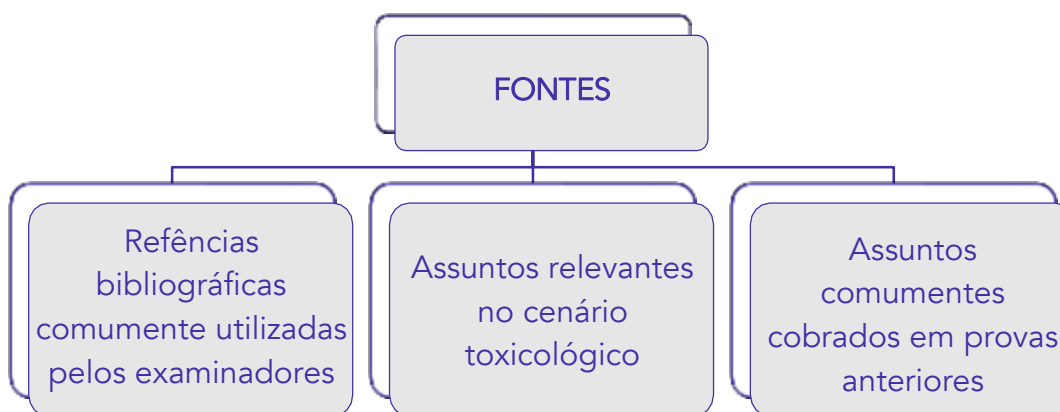 FONTES
Refências
bibliográficas
comumente utilizadas
pelos examinadores
Assuntos relevantes
no cenário
toxicológico
Assuntos
comumentes
cobrados em provas
anteriores